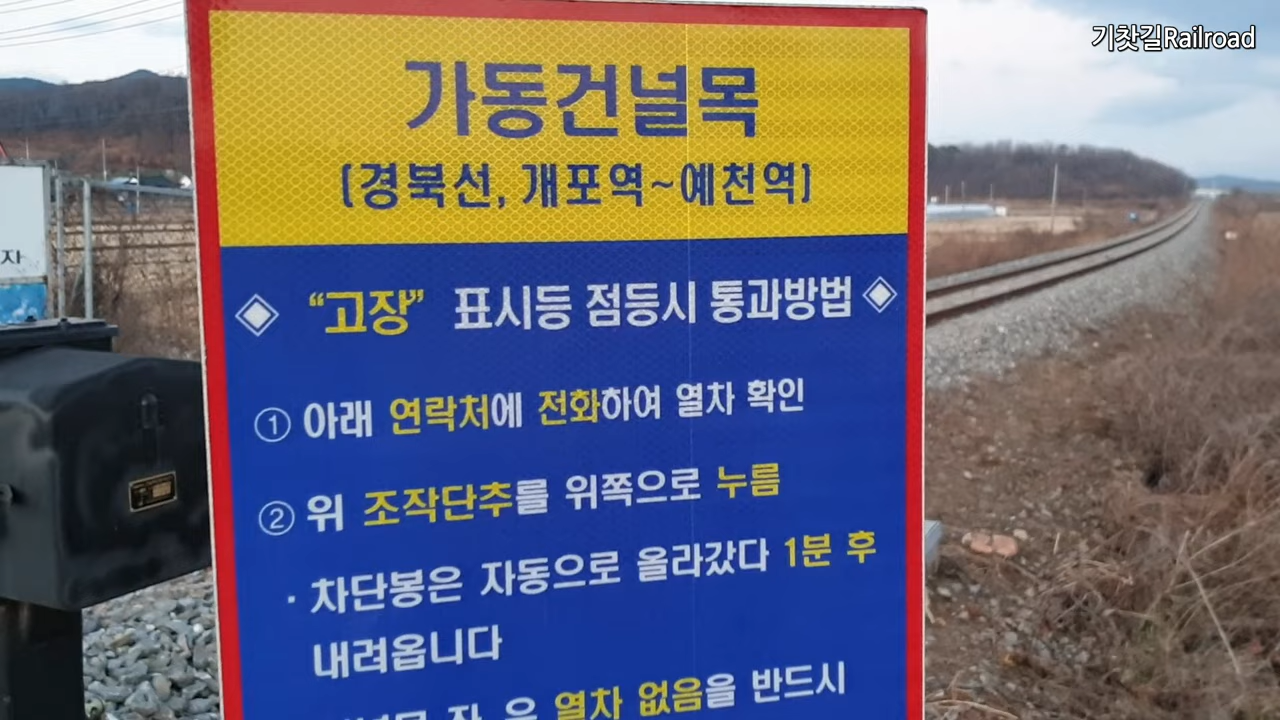 기찻길Railroad
가동건널목
(경북선, 개포역~예천역)
"고장" 표시등 점등시 통과방법
① 아래 연락처에 전화하여 열차 확인
② 위 조작단추를 위쪽으로 누름
· 차단봉은 자동으로 올라갔다 1분 후
내려옵니다
열차 없음을 반드시
자